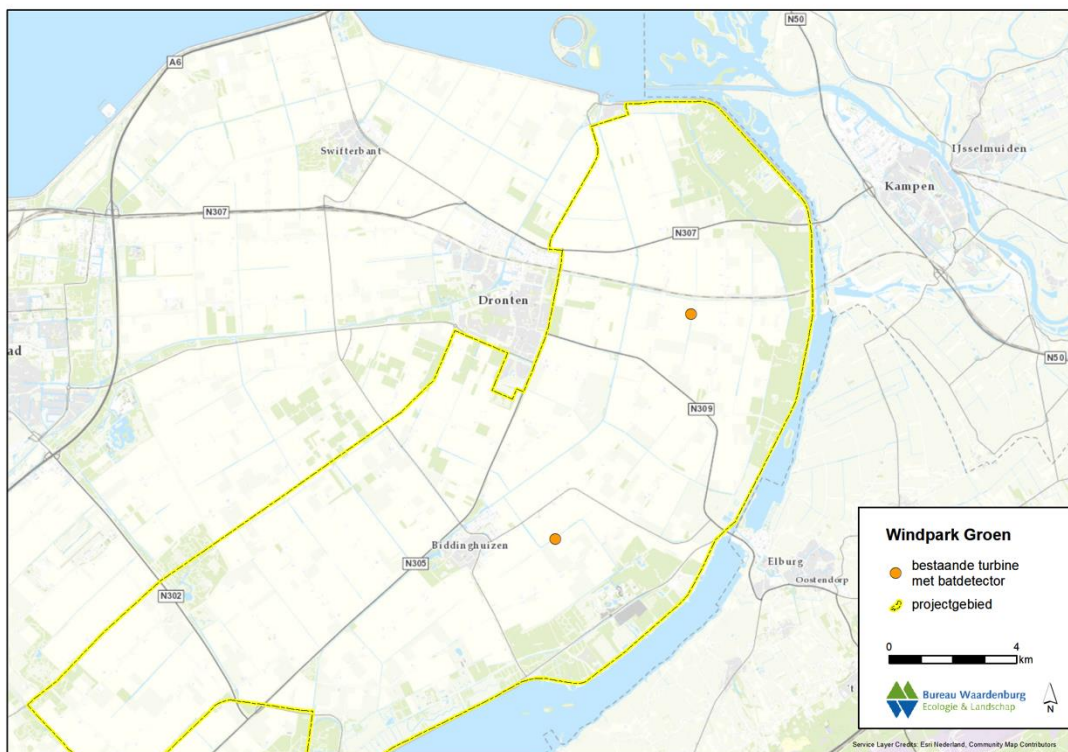 N50
A6
Swifterbant
IJsselmuiden
Kampen
N307
N307
Dronten
ad
N50
N309
Biddinghuizen
Elburg
Oostendorp
N305
N302
t
Windpark Groen
bestaande turbine
met batdetector
projectgebied
0 4
km
Bureau Waardenburg
Ecologie & Landschap
N
Service Layer Credits: Esri Nederland, Community Map Contributors